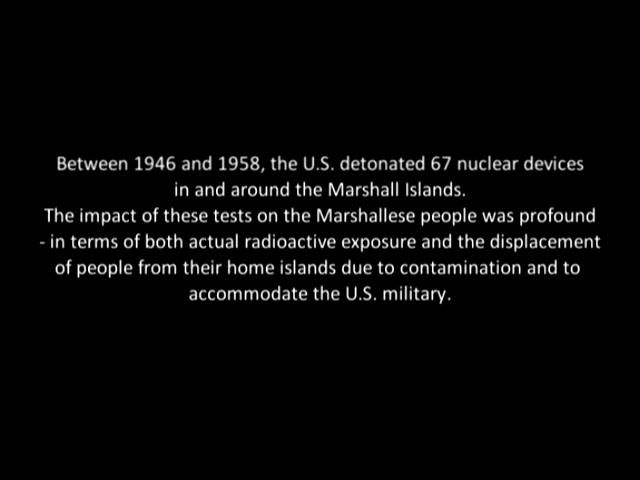 Between 1946 and 1958, the U.S. detonated 67 nuclear devices
in and around the Marshall Islands.
The impact of these tests on the Marshallese people was profound
- in terms of both actual radioactive exposure and the displacement
of people from their home islands due to contamination and to
accommodate the U.S. military.